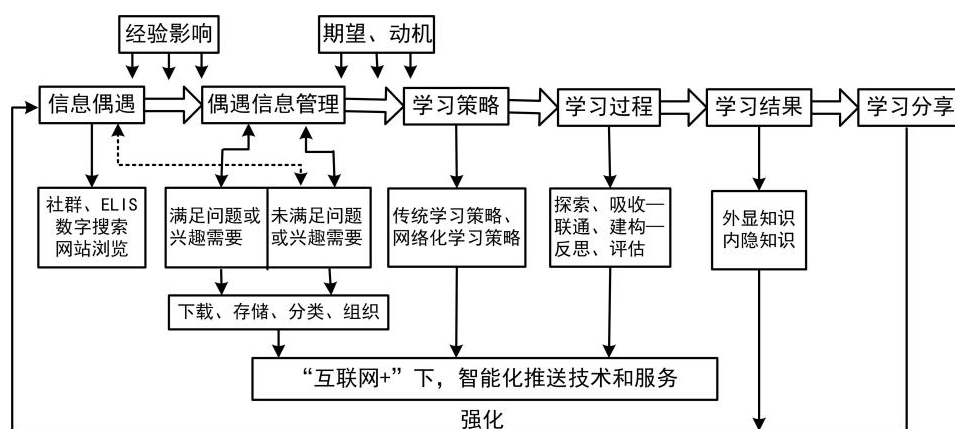 经验影响
期望、动机
信息偶遇
偶遇信息管理
学习策略
学习过程
学习结果
学习分享
社群、ELIS
数字搜索
网站浏览
满足问题或
兴趣需要
未满足问题
或兴趣需要
传统学习策略、
网络化学习策略
探索、吸收—
联通、建构—
反思、评估
外显知识
内隐知识
下载、存储、分类、组织
“互联网+”下，智能化推送技术和服务
强化